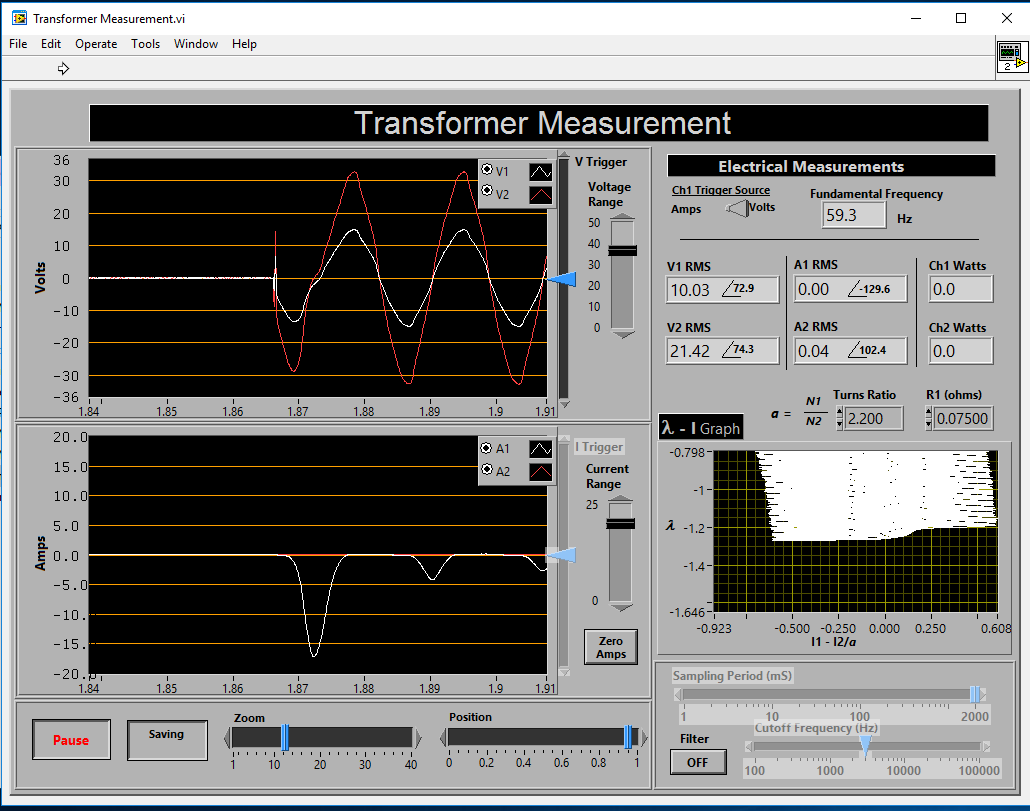 Transformer Measurement.vi
File Edit Operate Tools Window Help
2
Transformer Measurement
V1
V2
V Trigger
Voltage
Range
50
40
30
20
10
0
36
30
20
10
0
-10
-20
-30
-36
Volts
1.84 1.85 1.86 1.87 1.88 1.89 1.9 1.91
A1
A2
I Trigger
Current
Range
25
0
Zero
Amps
20.0
15.0
10.0
5.0
0.0
-5.0
-10.0
-15.
-20.
Amps
1.84 1.85 1.86 1.87 1.88 1.89 1.9 1.91
Pause
Saving
Zoom
1 10 20 30 40
Position
0 0.2 0.4 0.6 0.8 1
Electrical Measurements
Ch1 Trigger Source
Amps Volts
Fundamental Frequency
59.3 Hz
V1 RMS A1 RMS Ch1 Watts
10.03 72.9 0.00 -129.6 0.0
V2 RMS A2 RMS Ch2 Watts
21.42 74.3 0.04 102.4 0.0
a = N1
N2
Turns Ratio
2.200
R1 (ohms)
0.07500
λ - I Graph
-0.798
-1
-1.2
-1.4
-1.646
λ
-0.923 -0.500 -0.250 0.000 0.250 0.608
I1 - I2/a
Sampling Period (mS)
1 10 100 2000
Cutoff Frequency (Hz)
100 1000 10000 100000
Filter
OFF